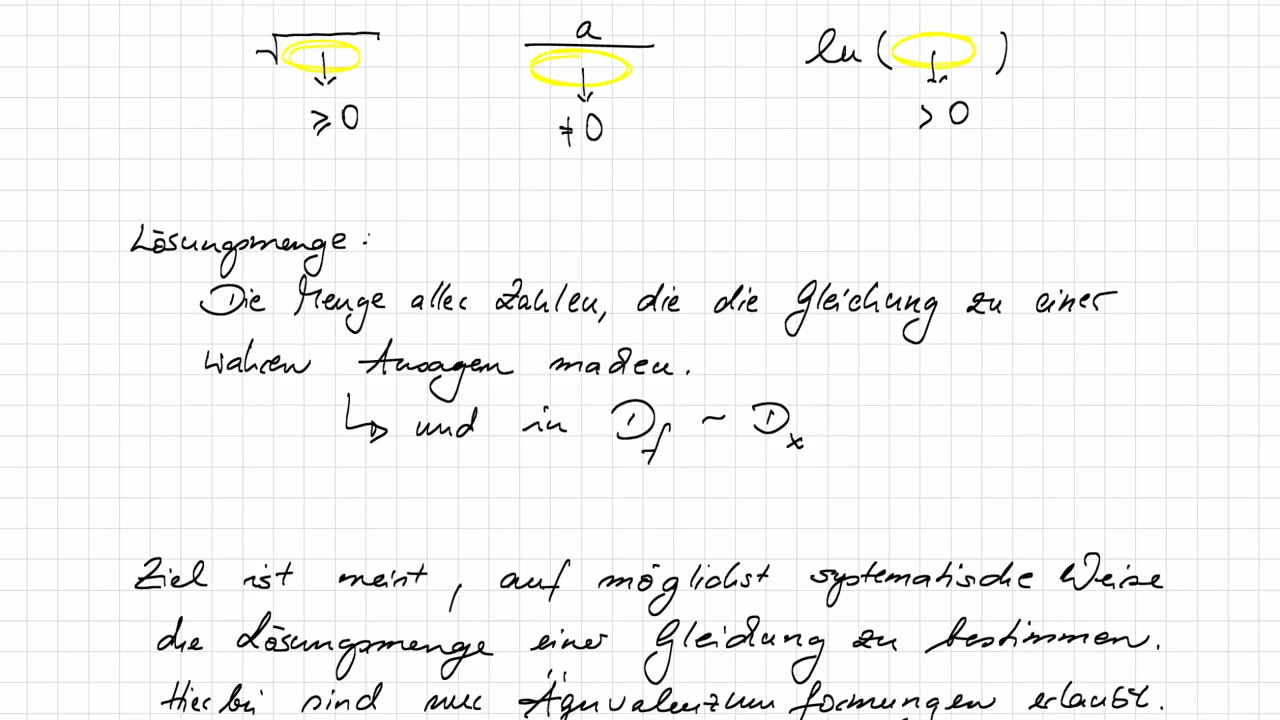 √ a ln ( )
≥ 0 ≠ 0 > 0
Lösungsmenge:
Die Menge aller Zahlen, die die Gleichung zu einer
wahren Aussagen machen.
↳ und in D_f ~ D_x
Ziel ist meist, auf möglichst systematische Weise
die Lösungsmenge einer Gleichung zu bestimmen.
Hierbei sind nur Äquivalenzumformungen erlaubt.